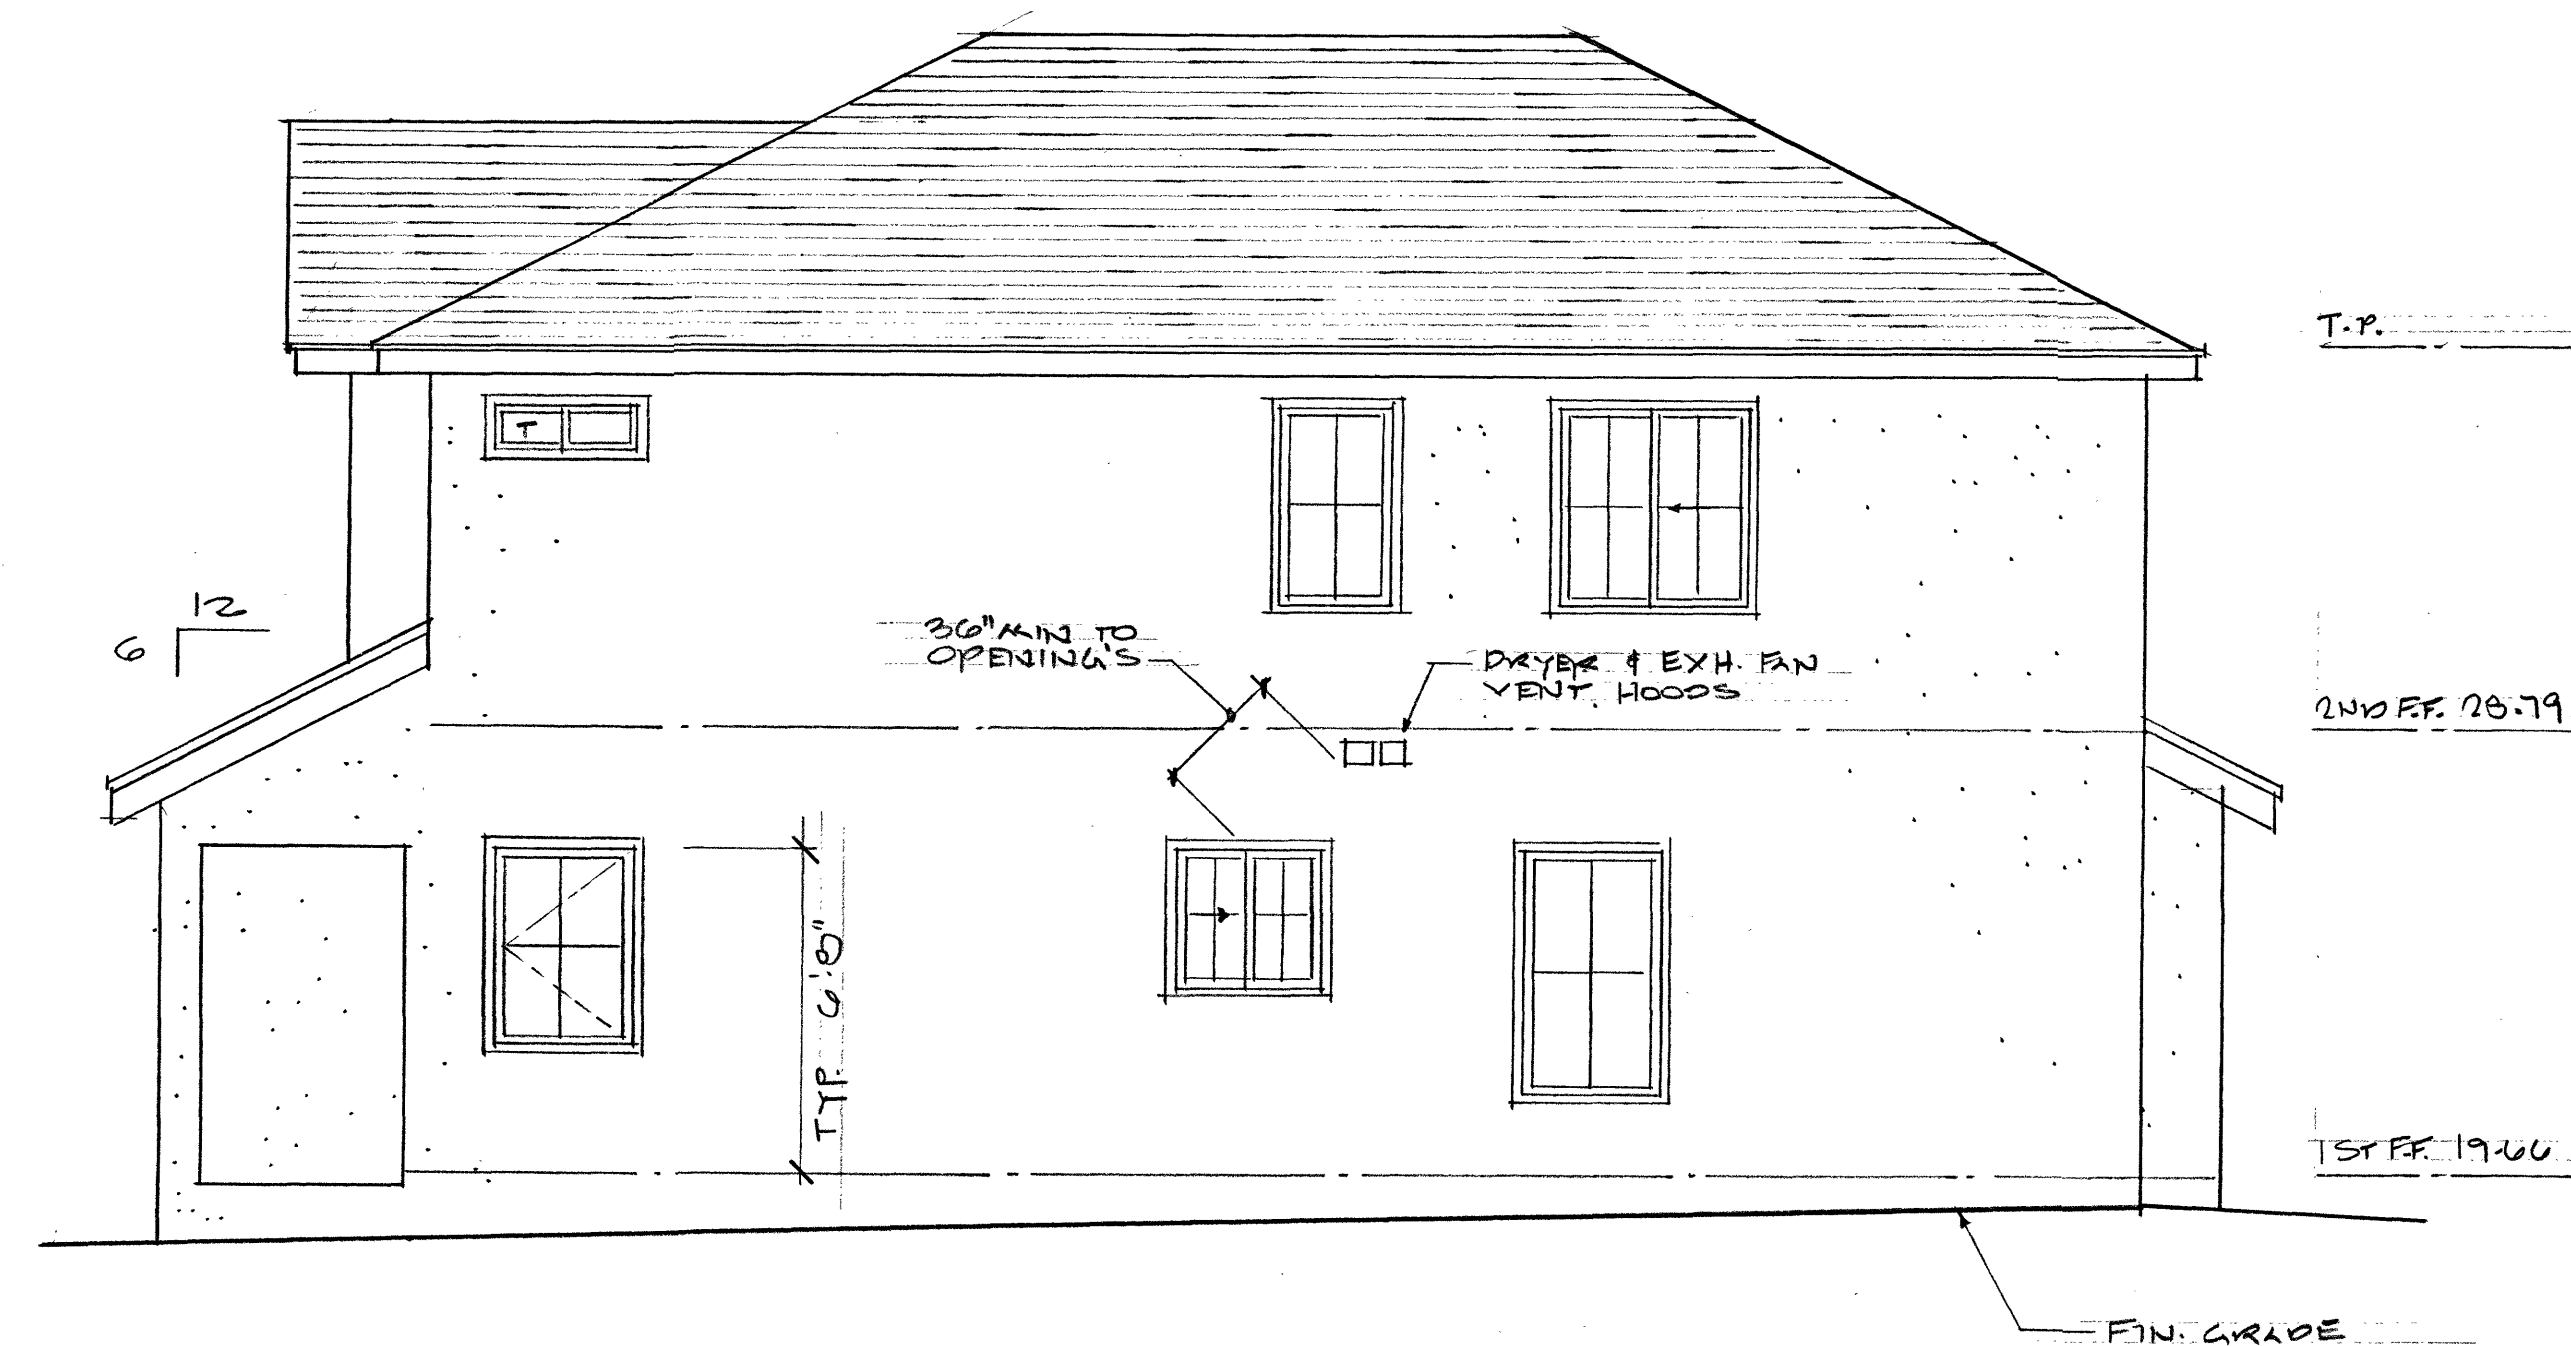 T.P.
T
12
6
36" MIN TO
OPENING'S
DRYER & EXH. FAN
VENT. HOODS
2ND F.F. 28.79
TYP. 6'8"
1ST F.F. 19.66
FIN. GRADE